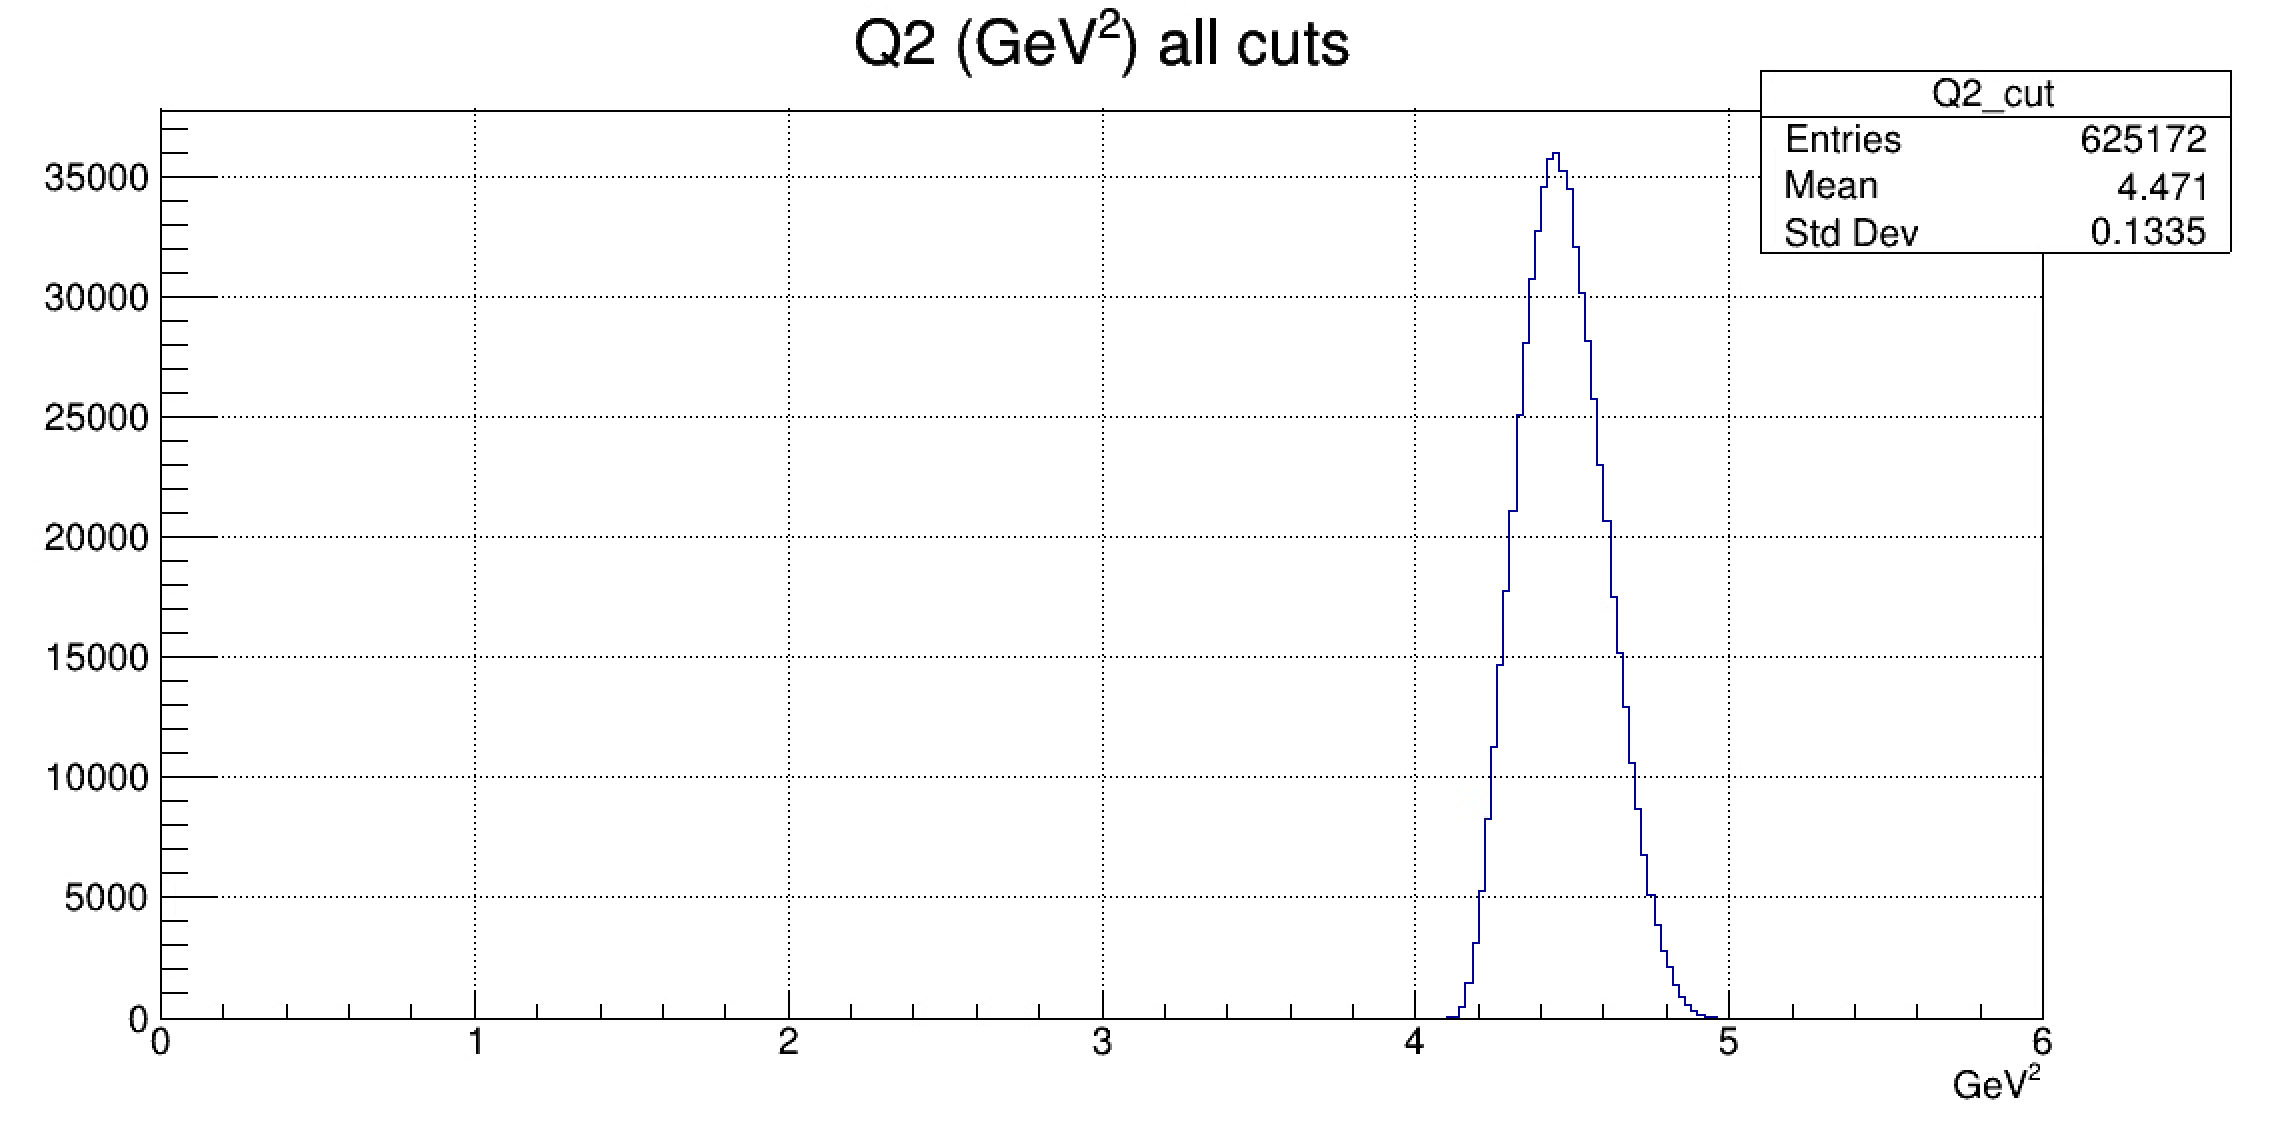 Q2 (GeV²) all cuts
Q2_cut
Entries 625172
Mean 4.471
Std Dev 0.1335
35000
30000
25000
20000
15000
10000
5000
0
0 1 2 3 4 5 6
GeV²